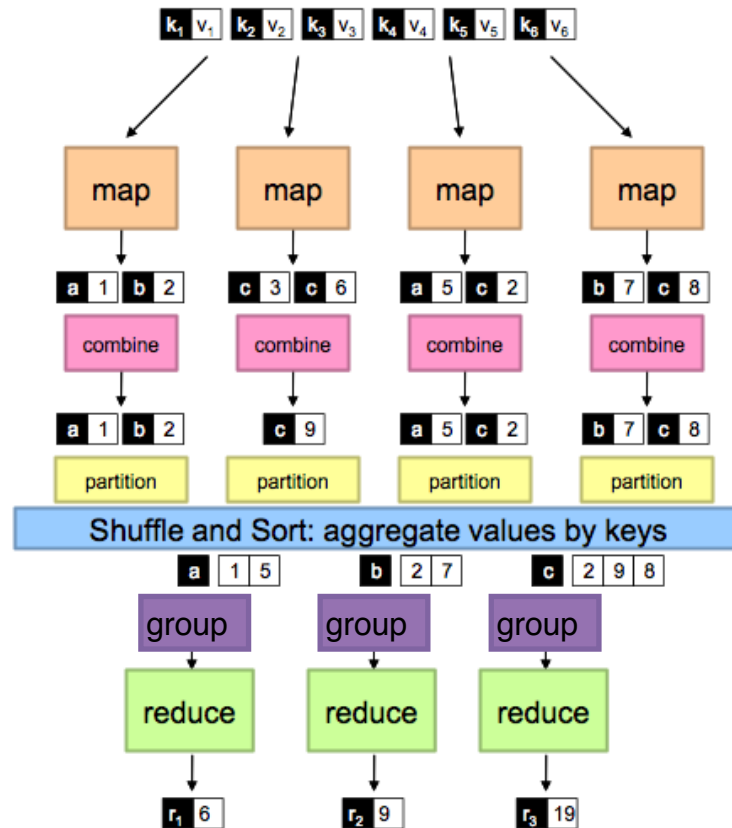 k1 v1 k2 v2 k3 v3 k4 v4 k5 v5 k6 v6
map map map map
a 1 b 2 c 3 c 6 a 5 c 2 b 7 c 8
combine combine combine combine
a 1 b 2 c 9 a 5 c 2 b 7 c 8
partition partition partition partition
Shuffle and Sort: aggregate values by keys
a 1 5 b 2 7 c 2 9 8
group group group
reduce reduce reduce
r1 6 r2 9 r3 19